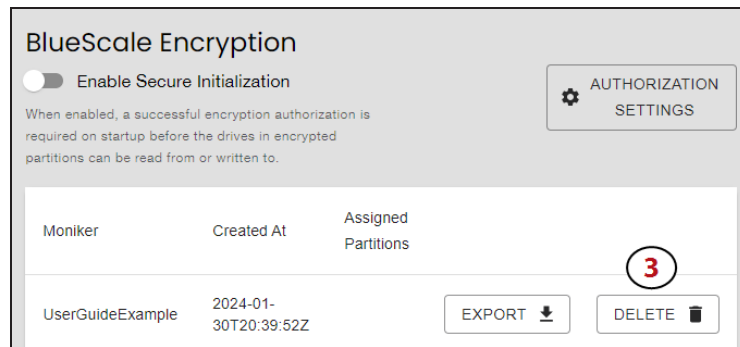 BlueScale Encryption
Enable Secure Initialization
When enabled, a successful encryption authorization is
required on startup before the drives in encrypted
partitions can be read from or written to.
AUTHORIZATION
SETTINGS
Moniker
Created At
Assigned
Partitions
3
UserGuideExample
2024-01-
30T20:39:52Z
EXPORT
DELETE